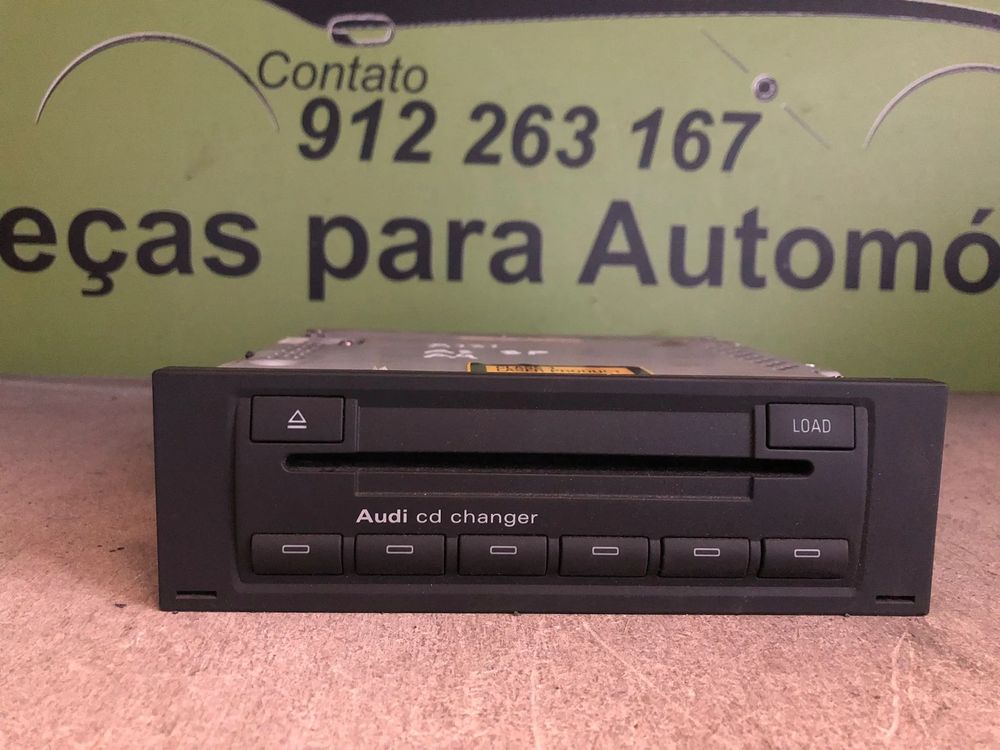 Contato
912 263 167
eças para Automó
LOAD
Audi cd changer